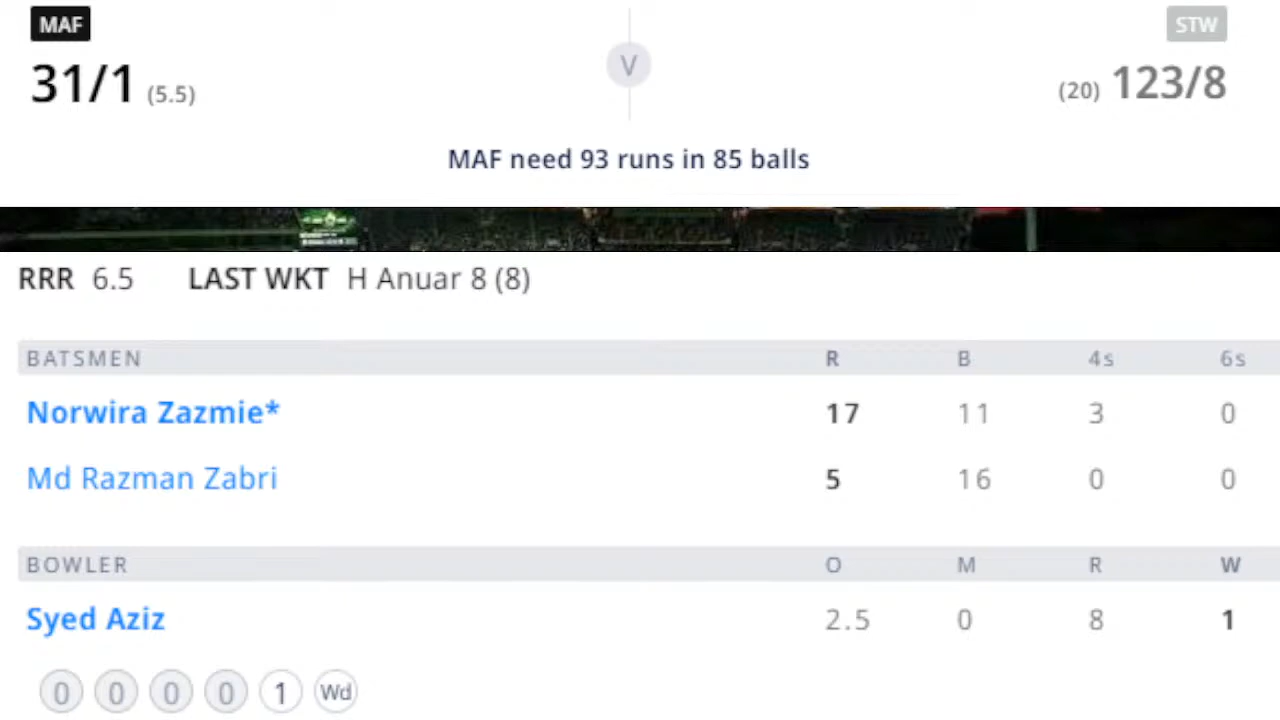 MAF STW
31/1 (5.5) V (20) 123/8
MAF need 93 runs in 85 balls
RRR 6.5 LAST WKT H Anuar 8 (8)
BATSMEN R B 4s 6s
Norwira Zazmie* 17 11 3 0
Md Razman Zabri 5 16 0 0
BOWLER O M R W
Syed Aziz 2.5 0 8 1
0 0 0 0 1 Wd